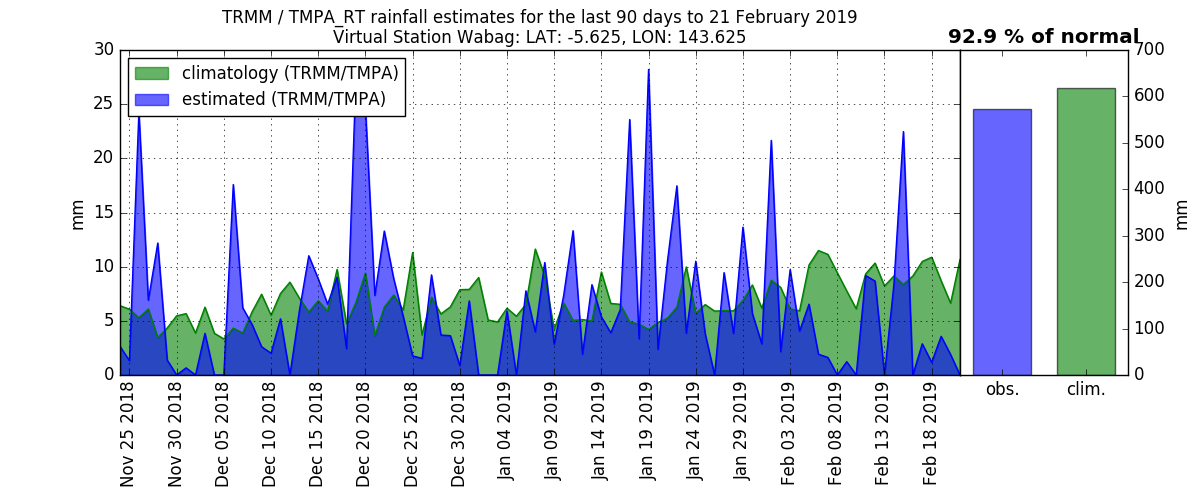 TRMM / TMPA_RT rainfall estimates for the last 90 days to 21 February 2019
Virtual Station Wabag: LAT: -5.625, LON: 143.625
92.9 % of normal
climatology (TRMM/TMPA)
estimated (TRMM/TMPA)
30
25
20
15
10
5
0
mm
Nov 25 2018
Nov 30 2018
Dec 05 2018
Dec 10 2018
Dec 15 2018
Dec 20 2018
Dec 25 2018
Dec 30 2018
Jan 04 2019
Jan 09 2019
Jan 14 2019
Jan 19 2019
Jan 24 2019
Jan 29 2019
Feb 03 2019
Feb 08 2019
Feb 13 2019
Feb 18 2019
obs.
clim.
700
600
500
400
300
200
100
0
mm